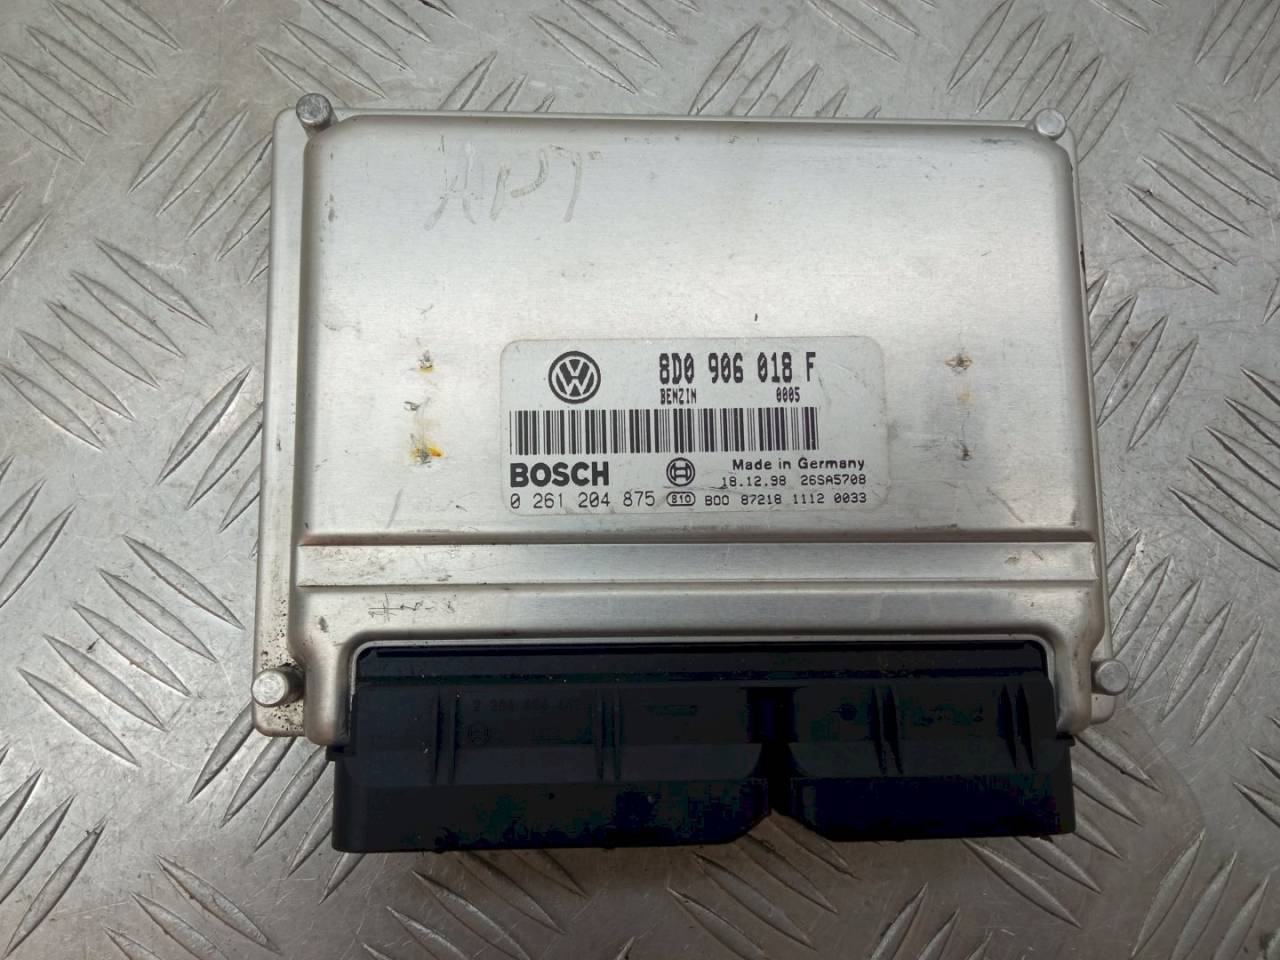 8D0 906 018 F
BENZIN 0005
BOSCH
Made in Germany
18.12.98 26SA5708
0 261 204 875 810 BOO 87218 1112 0033